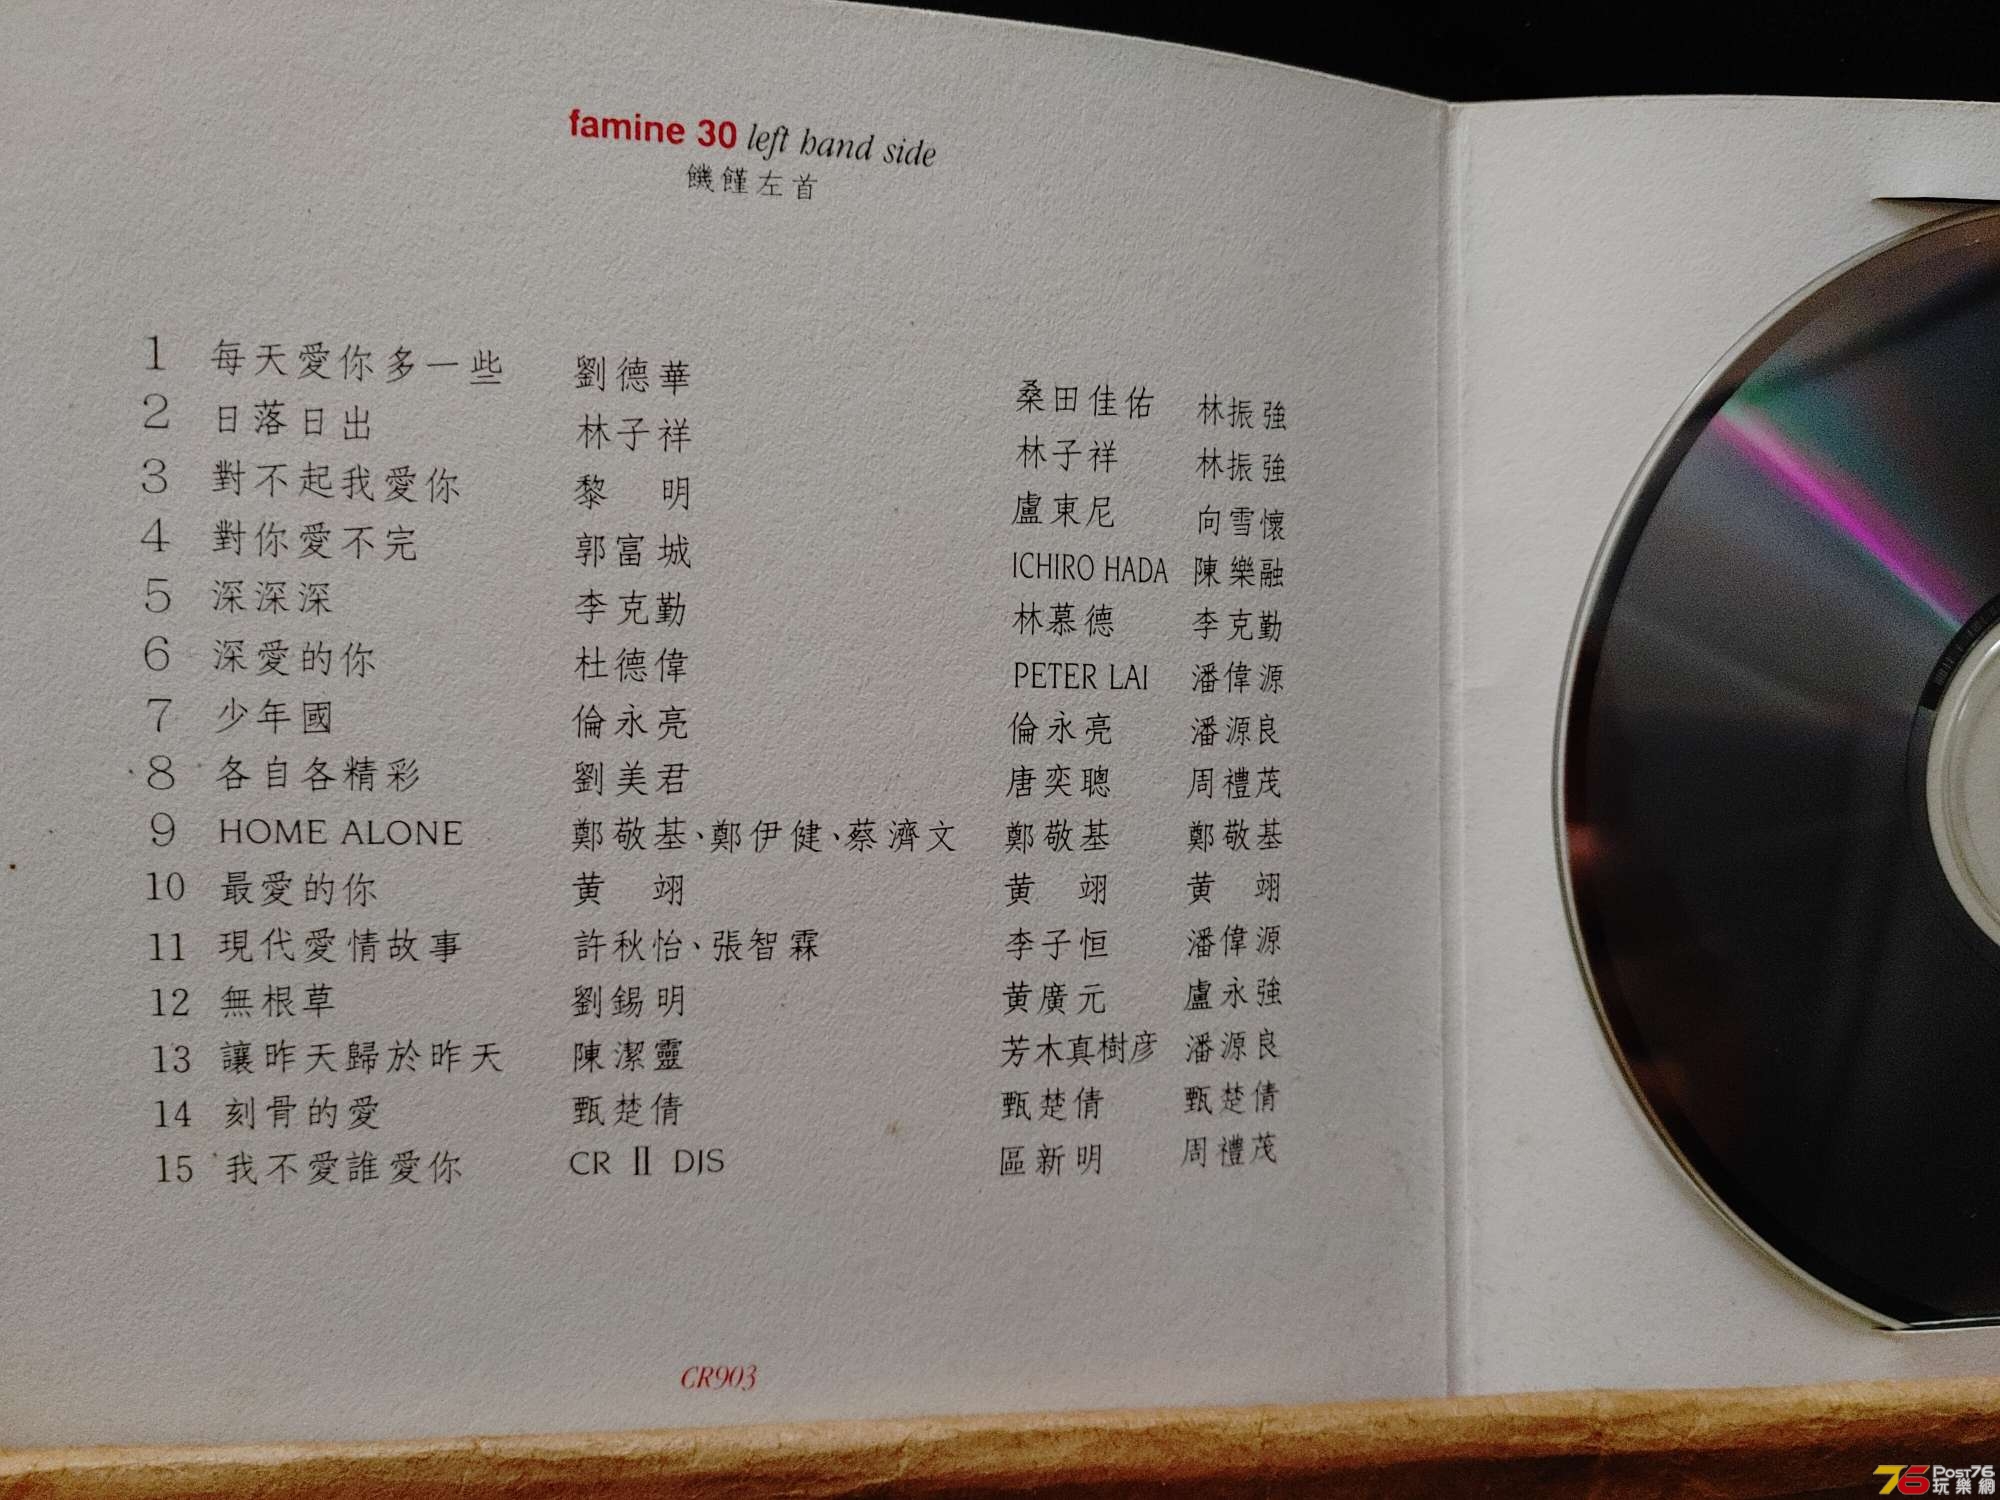 famine 30 left hand side
饑饉左首
1 每天愛你多一些 劉德華 桑田佳佑 林振強
2 日落日出 林子祥 林子祥 林振強
3 對不起我愛你 黎 明 盧東尼 向雪懷
4 對你愛不完 郭富城 ICHIRO HADA 陳樂融
5 深深深 李克勤 林慕德 李克勤
6 深愛的你 杜德偉 PETER LAI 潘偉源
7 少年國 倫永亮 倫永亮 潘源良
8 各自各精彩 劉美君 唐奕聰 周禮茂
9 HOME ALONE 鄭敬基、鄭伊健、蔡濟文 鄭敬基 鄭敬基
10 最愛的你 黄 翊 黄 翊 黄 翊
11 現代愛情故事 許秋怡、張智霖 李子恒 潘偉源
12 無根草 劉錫明 黄廣元 盧永強
13 讓昨天歸於昨天 陳潔靈 芳木真樹彦 潘源良
14 刻骨的愛 甄楚倩 甄楚倩 甄楚倩
15 我不愛誰愛你 CR II DJS 區新明 周禮茂
CR903
76 Post76
玩樂網